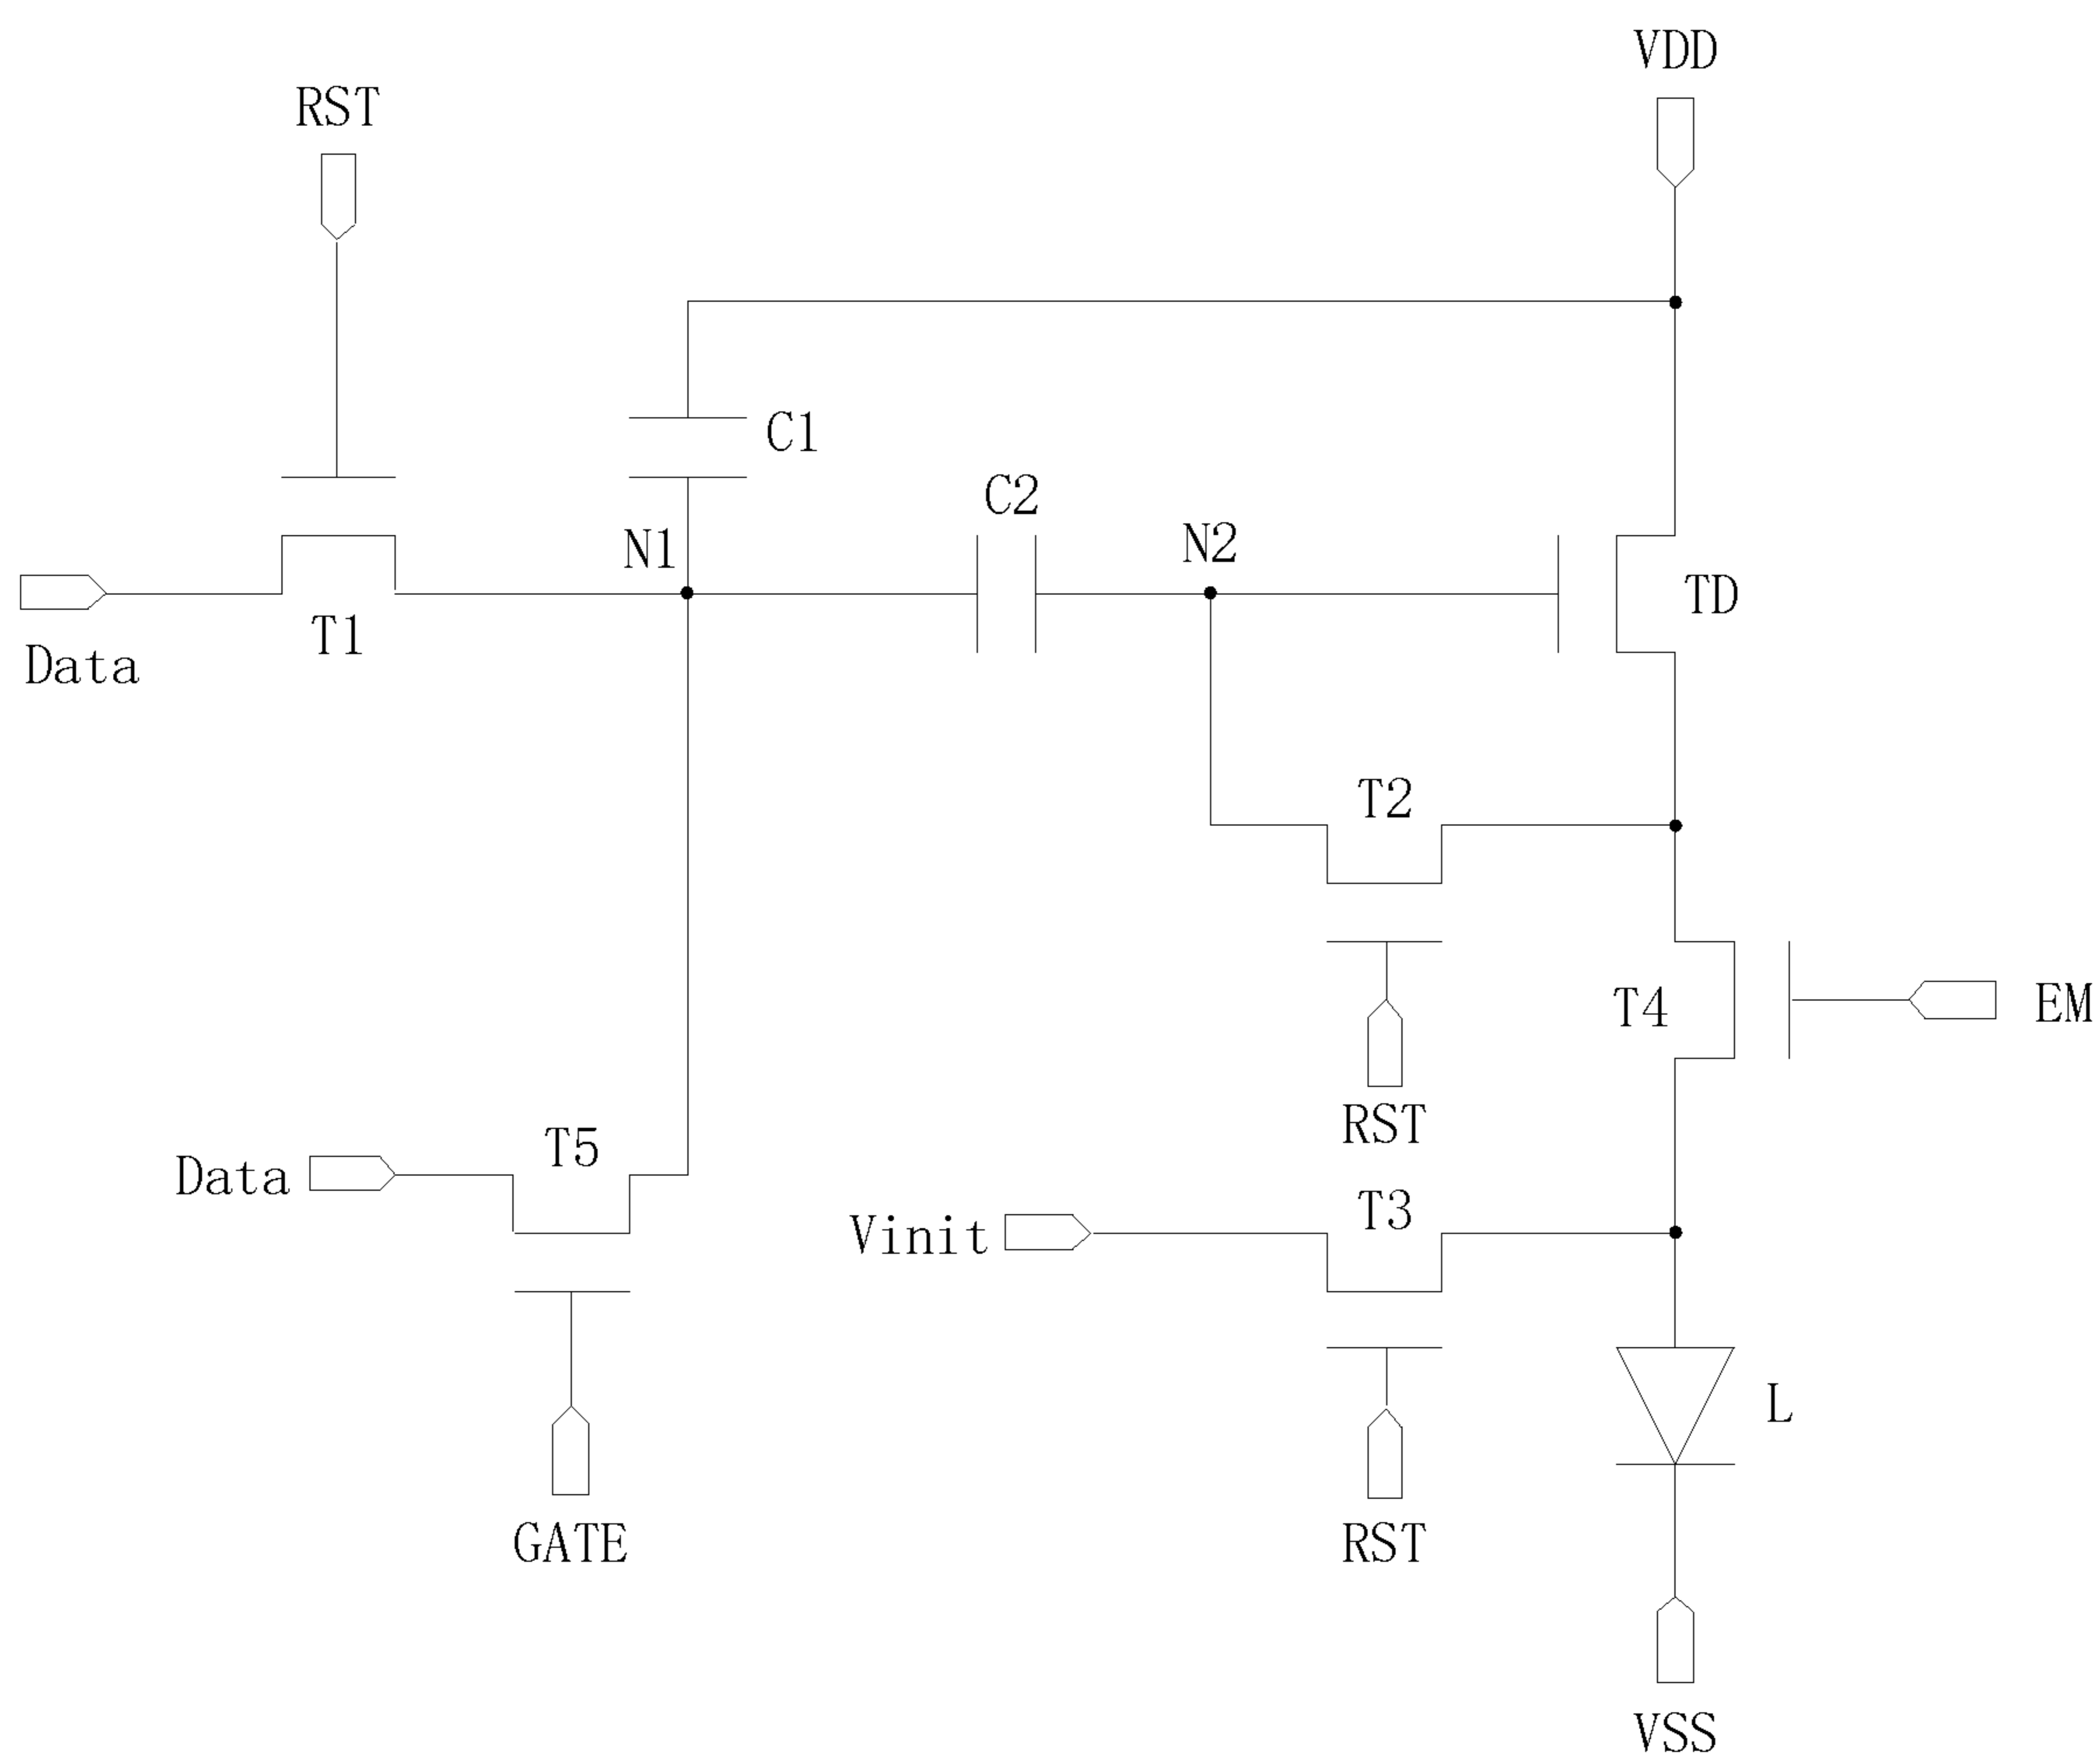 VDD
RST
C1
C2
N1
N2
TD
T1
Data
T2
T4
EM
RST
T5
Data
T3
Vinit
L
GATE
RST
VSS